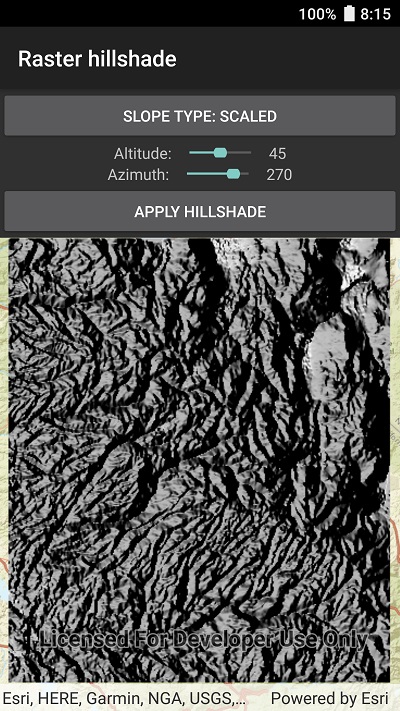 100% 8:15
Raster hillshade
SLOPE TYPE: SCALED
Altitude: 45
Azimuth: 270
APPLY HILLSHADE
Licensed For Developer Use Only
Esri, HERE, Garmin, NGA, USGS,... Powered by Esri